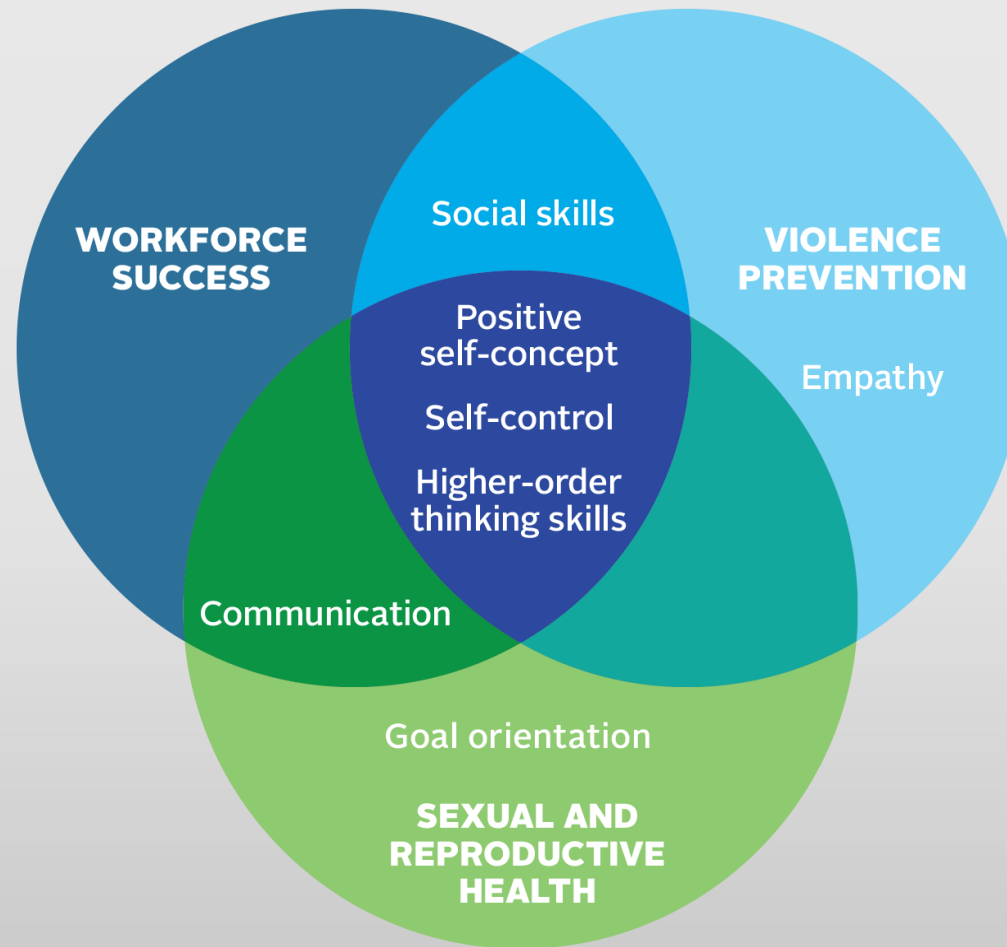 Social skills
WORKFORCE
SUCCESS
VIOLENCE
PREVENTION
Positive
self-concept
Empathy
Self-control
Higher-order
thinking skills
Communication
Goal orientation
SEXUAL AND
REPRODUCTIVE
HEALTH